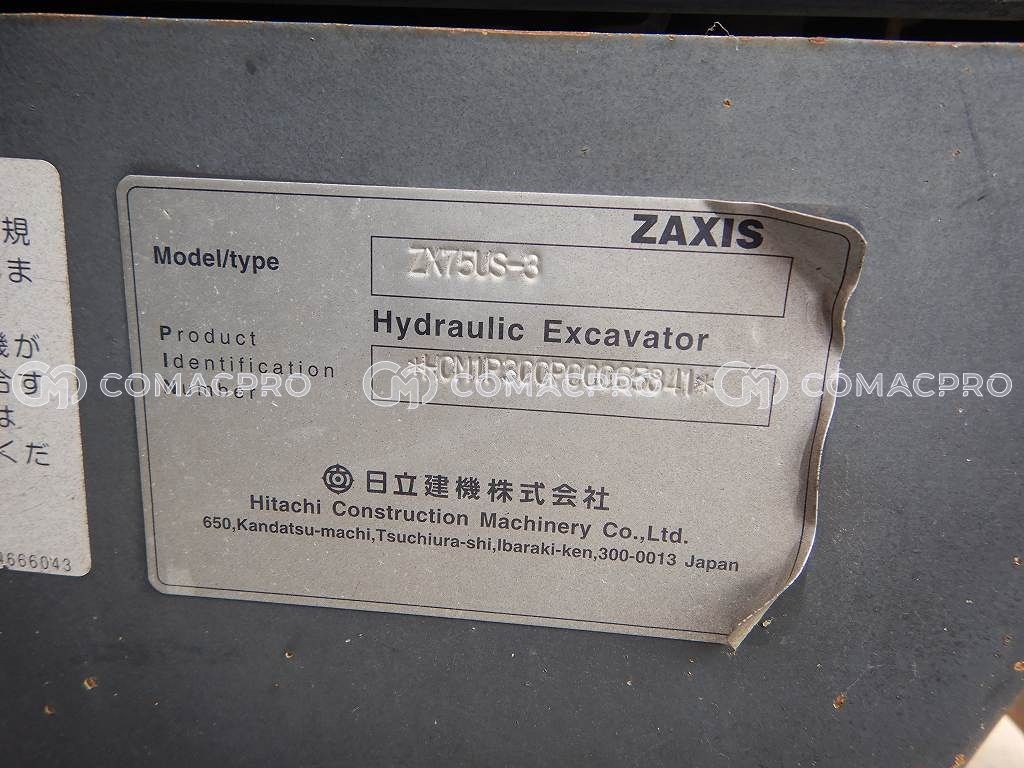 ZAXIS
Model/type ZX75US-3
Hydraulic Excavator
Product
Identification
Number
日立建機株式会社
Hitachi Construction Machinery Co.,Ltd.
650,Kandatsu-machi,Tsuchiura-shi,Ibaraki-ken,300-0013 Japan
規
ま
が
す
は
くだ
666043
COMACPRO COMACPRO COMACPRO